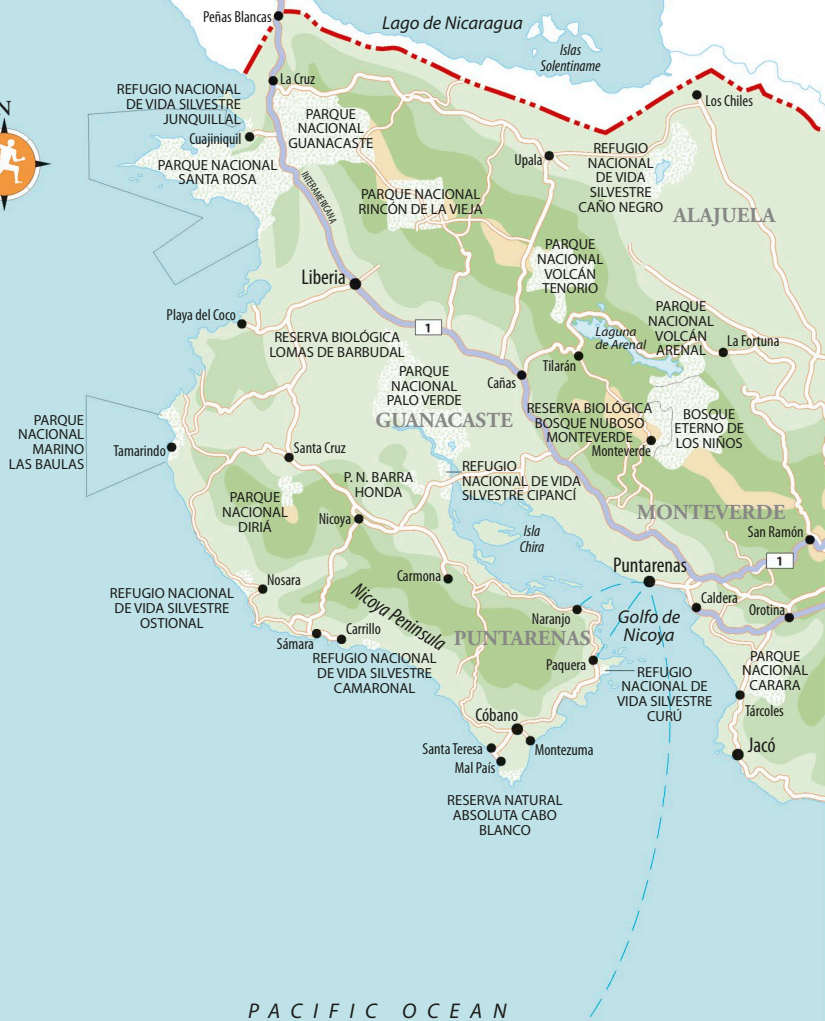 Peñas Blancas
Lago de Nicaragua
Islas
Solentiname
N
La Cruz
Los Chiles
REFUGIO NACIONAL
DE VIDA SILVESTRE
JUNQUILLAL
PARQUE
NACIONAL
GUANACASTE
Cuajiniquil
PARQUE NACIONAL
SANTA ROSA
INTERAMERICANA
Upala
REFUGIO
NACIONAL
DE VIDA
SILVESTRE
CAÑO NEGRO
PARQUE NACIONAL
RINCÓN DE LA VIEJA
ALAJUELA
PARQUE
NACIONAL
VOLCÁN
TENORIO
Liberia
Playa del Coco
1
RESERVA BIOLÓGICA
LOMAS DE BARBUDAL
Laguna
de Arenal
PARQUE
NACIONAL
VOLCÁN
ARENAL
La Fortuna
Tilarán
PARQUE
NACIONAL
PALO VERDE
Cañas
GUANACASTE
RESERVA BIOLÓGICA
BOSQUE NUBOSO
MONTEVERDE
Monteverde
BOSQUE
ETERNO DE
LOS NIÑOS
PARQUE
NACIONAL
MARINO
LAS BAULAS
Tamarindo
Santa Cruz
P. N. BARRA
HONDA
REFUGIO
NACIONAL DE VIDA
SILVESTRE CIPANCÍ
PARQUE
NACIONAL
DIRIÁ
Nicoya
MONTEVERDE
San Ramón
1
Isla
Chira
Puntarenas
Carmona
Nosara
REFUGIO NACIONAL
DE VIDA SILVESTRE
OSTIONAL
Nicoya Peninsula
Naranjo
Golfo de
Nicoya
Caldera
Orotina
PUNTARENAS
Sámara
Carrillo
REFUGIO NACIONAL
DE VIDA SILVESTRE
CAMARONAL
Paquera
REFUGIO
NACIONAL DE
VIDA SILVESTRE
CURÚ
PARQUE
NACIONAL
CARARA
Tárcoles
Cóbano
Santa Teresa
Montezuma
Mal País
Jacó
RESERVA NATURAL
ABSOLUTA CABO
BLANCO
PACIFIC OCEAN